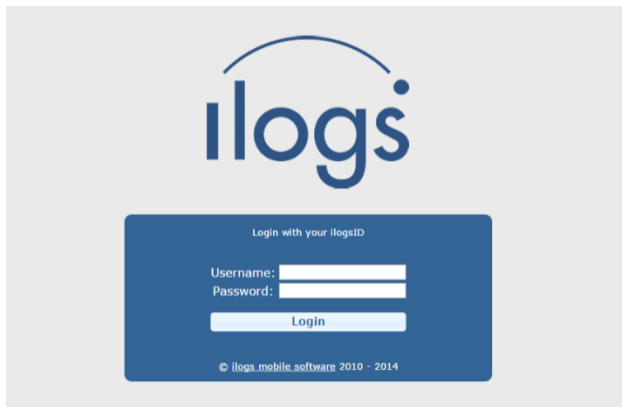 ilogs
Login with your ilogsID
Username:
Password:
Login
© ilogs mobile software 2010 - 2014